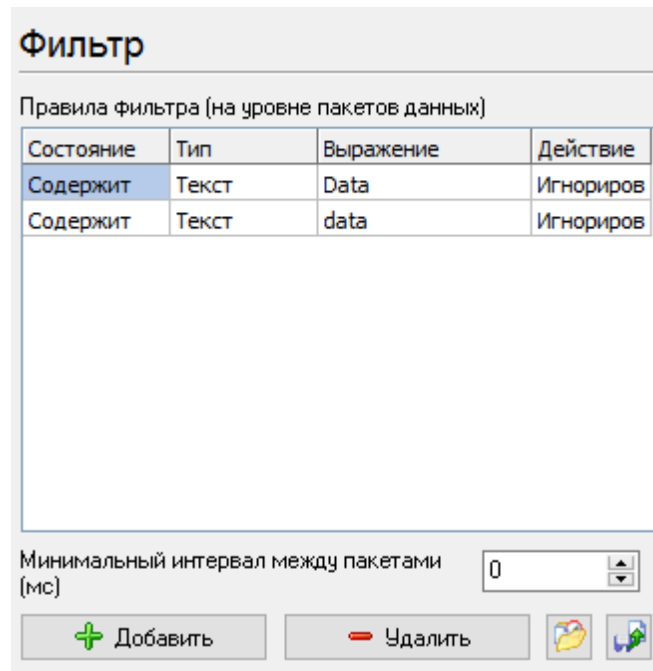 Фильтр
Правила фильтра (на уровне пакетов данных)
Состояние Тип Выражение Действие
Содержит Текст Data Игнориров
Содержит Текст data Игнориров
Минимальный интервал между пакетами
(мс)
0
Добавить Удалить